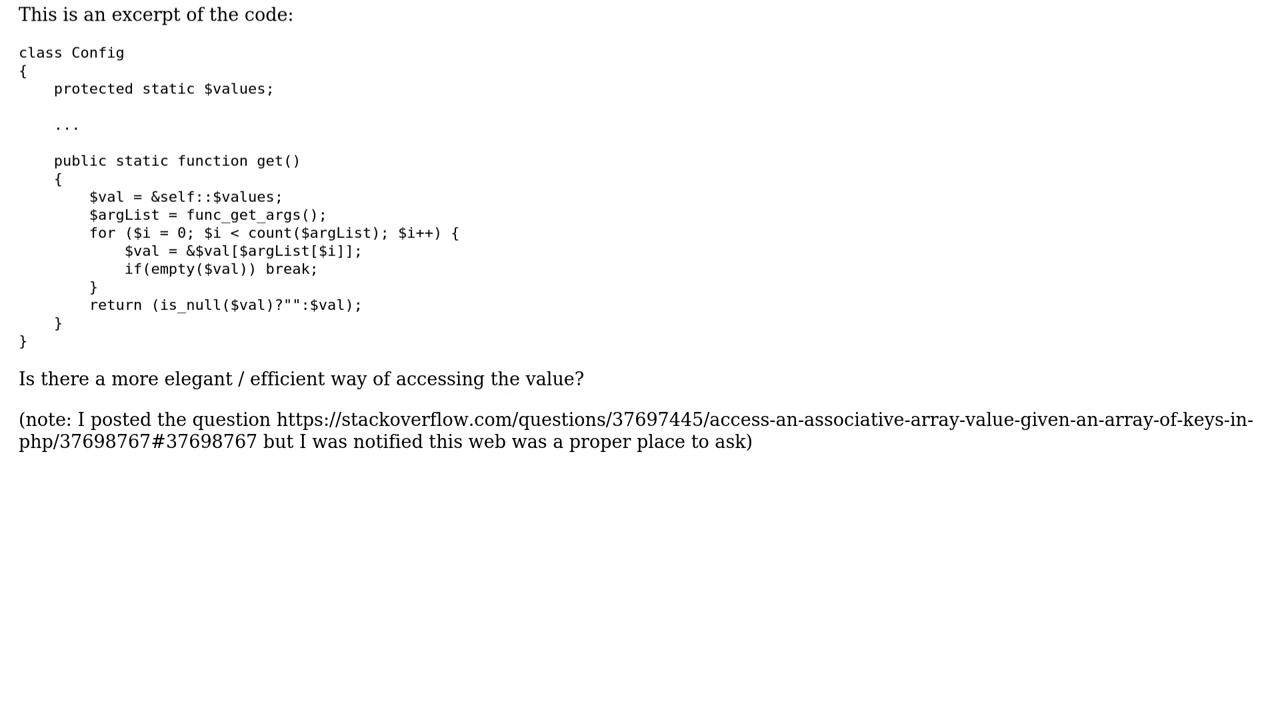 This is an excerpt of the code:
class Config
{
    protected static $values;

    ...

    public static function get()
    {
        $val = &self::$values;
        $argList = func_get_args();
        for ($i = 0; $i < count($argList); $i++) {
            $val = &$val[$argList[$i]];
            if(empty($val)) break;
        }
        return (is_null($val)?"":$val);
    }
}
Is there a more elegant / efficient way of accessing the value?
(note: I posted the question https://stackoverflow.com/questions/37697445/access-an-associative-array-value-given-an-array-of-keys-in-
php/37698767#37698767 but I was notified this web was a proper place to ask)